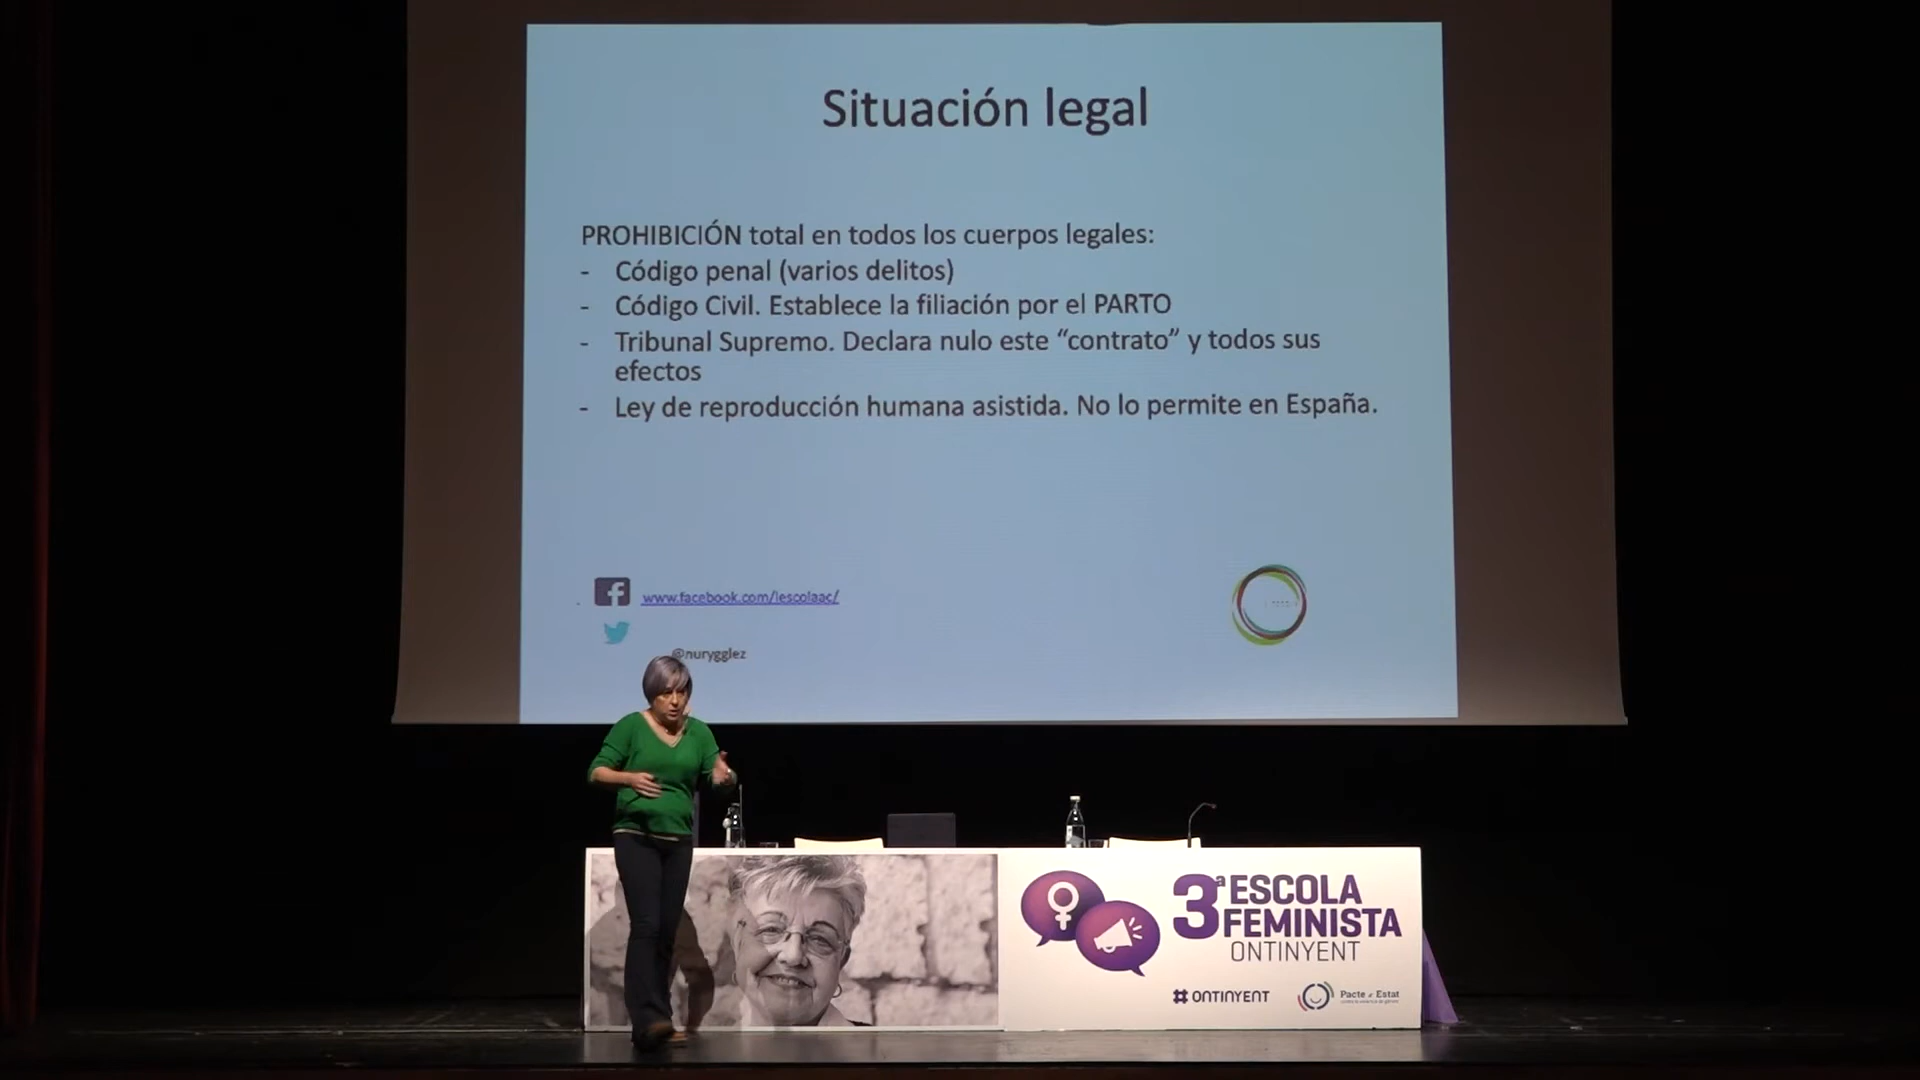 Situación legal
PROHIBICIÓN total en todos los cuerpos legales:
- Código penal (varios delitos)
- Código Civil. Establece la filiación por el PARTO
- Tribunal Supremo. Declara nulo este “contrato” y todos sus
efectos
- Ley de reproducción humana asistida. No lo permite en España.
www.facebook.com/lescolaac/
@nurygglez
3ª ESCOLA
FEMINISTA
ONTINYENT
ONTINYENT
Pacte d' Estat